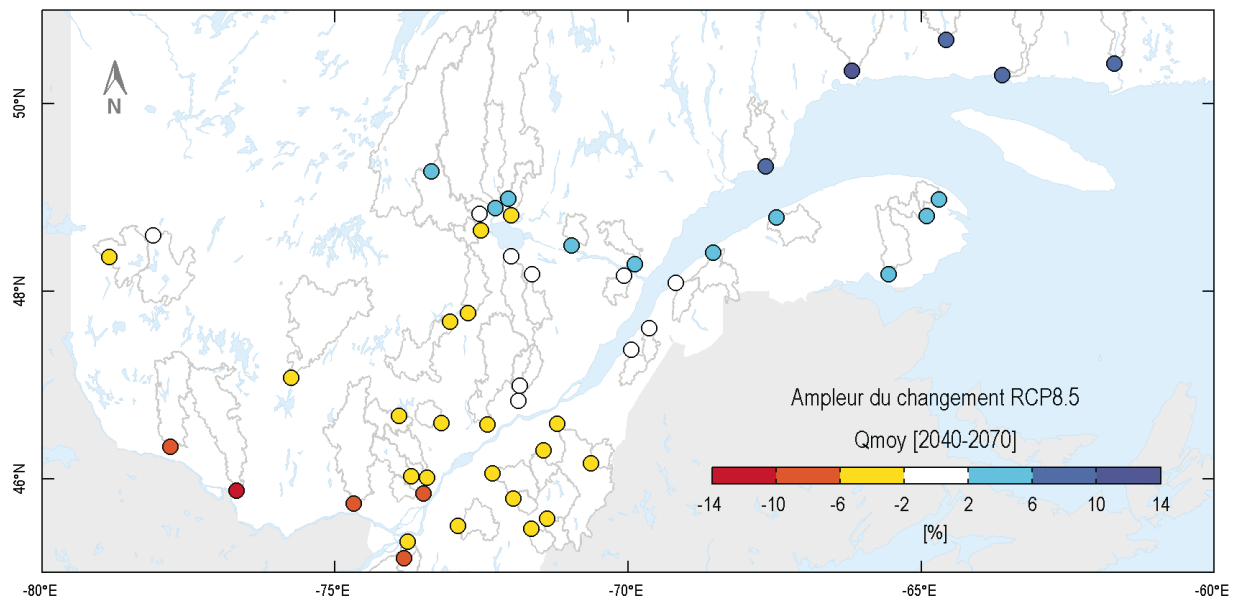 N
50°N
48°N
46°N
Ampleur du changement RCP8.5
Qmoy [2040-2070]
-14 -10 -6 -2 2 6 10 14
[%]
-80°E -75°E -70°E -65°E -60°E